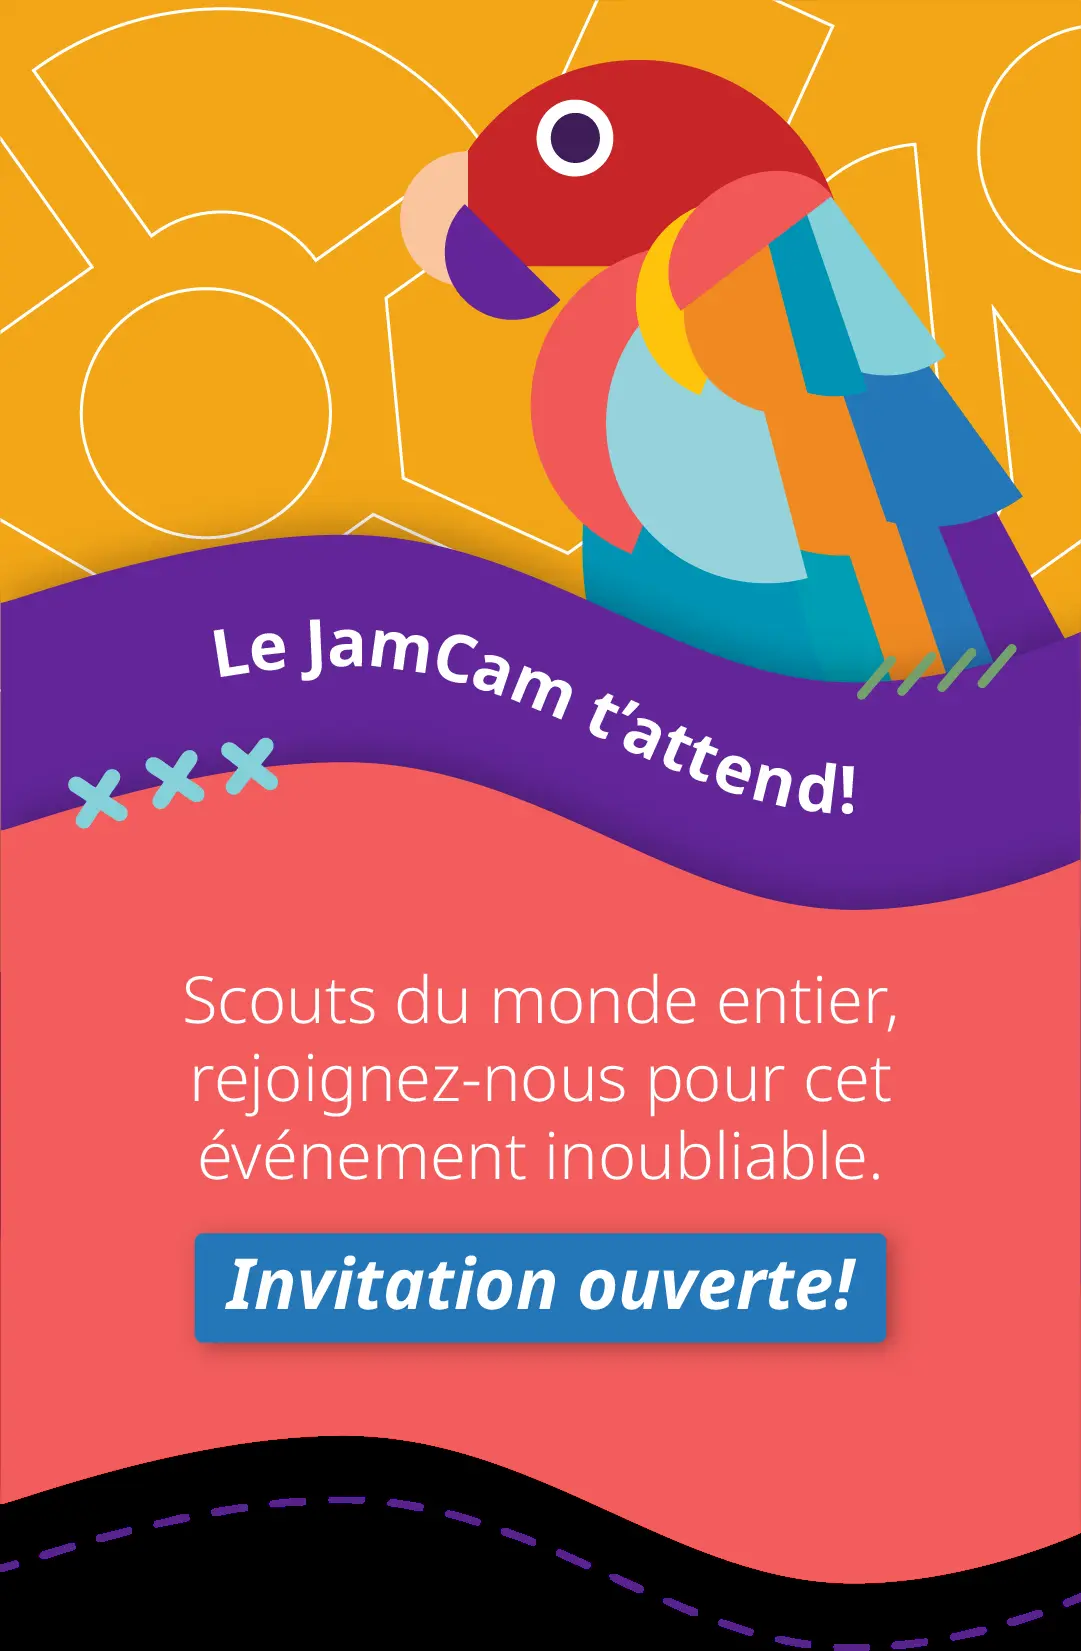 Le JamCam t’attend!
Scouts du monde entier,
rejoignez-nous pour cet
événement inoubliable.
Invitation ouverte!